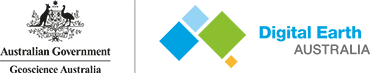 Australian Government
Geoscience Australia
Digital Earth
AUSTRALIA